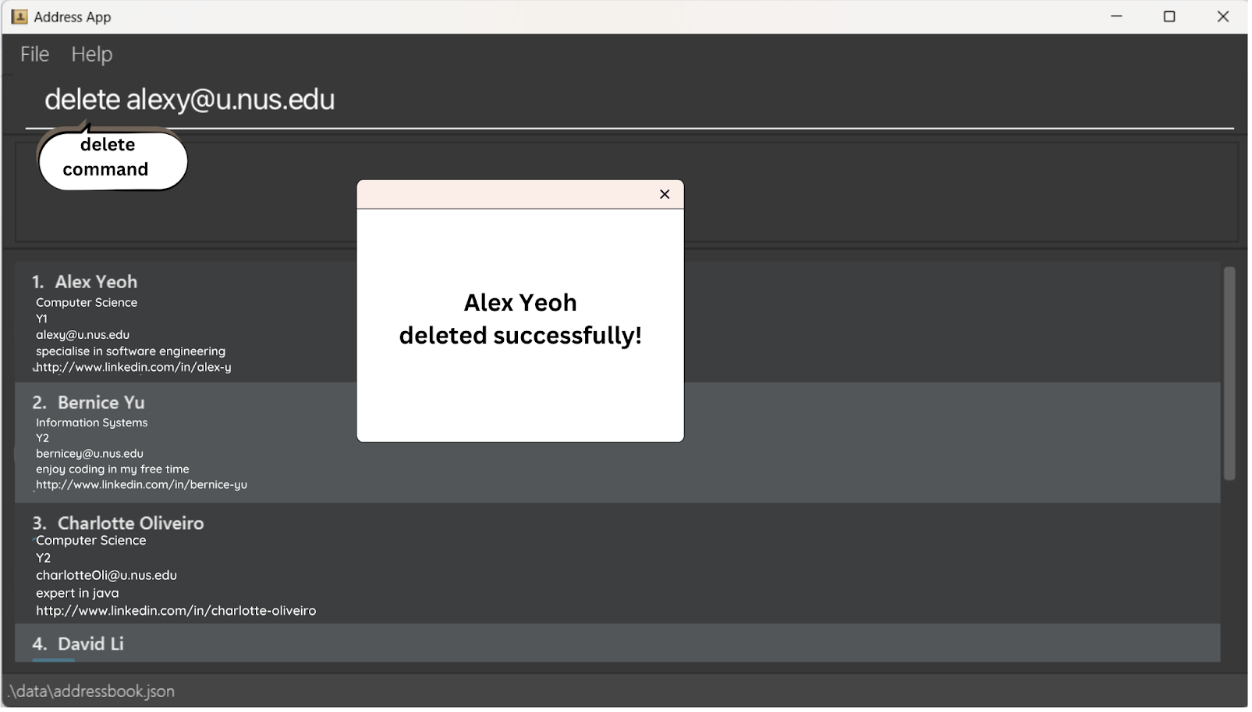 Address App
File Help
delete alexy@u.nus.edu
delete
command
Alex Yeoh
deleted successfully!
1. Alex Yeoh
Computer Science
Y1
alexy@u.nus.edu
specialise in software engineering
http://www.linkedin.com/in/alex-y
2. Bernice Yu
Information Systems
Y2
bernicey@u.nus.edu
enjoy coding in my free time
http://www.linkedin.com/in/bernice-yu
3. Charlotte Oliveiro
Computer Science
Y2
charlotteOli@u.nus.edu
expert in java
http://www.linkedin.com/in/charlotte-oliveiro
4. David Li
.\data\addressbook.json